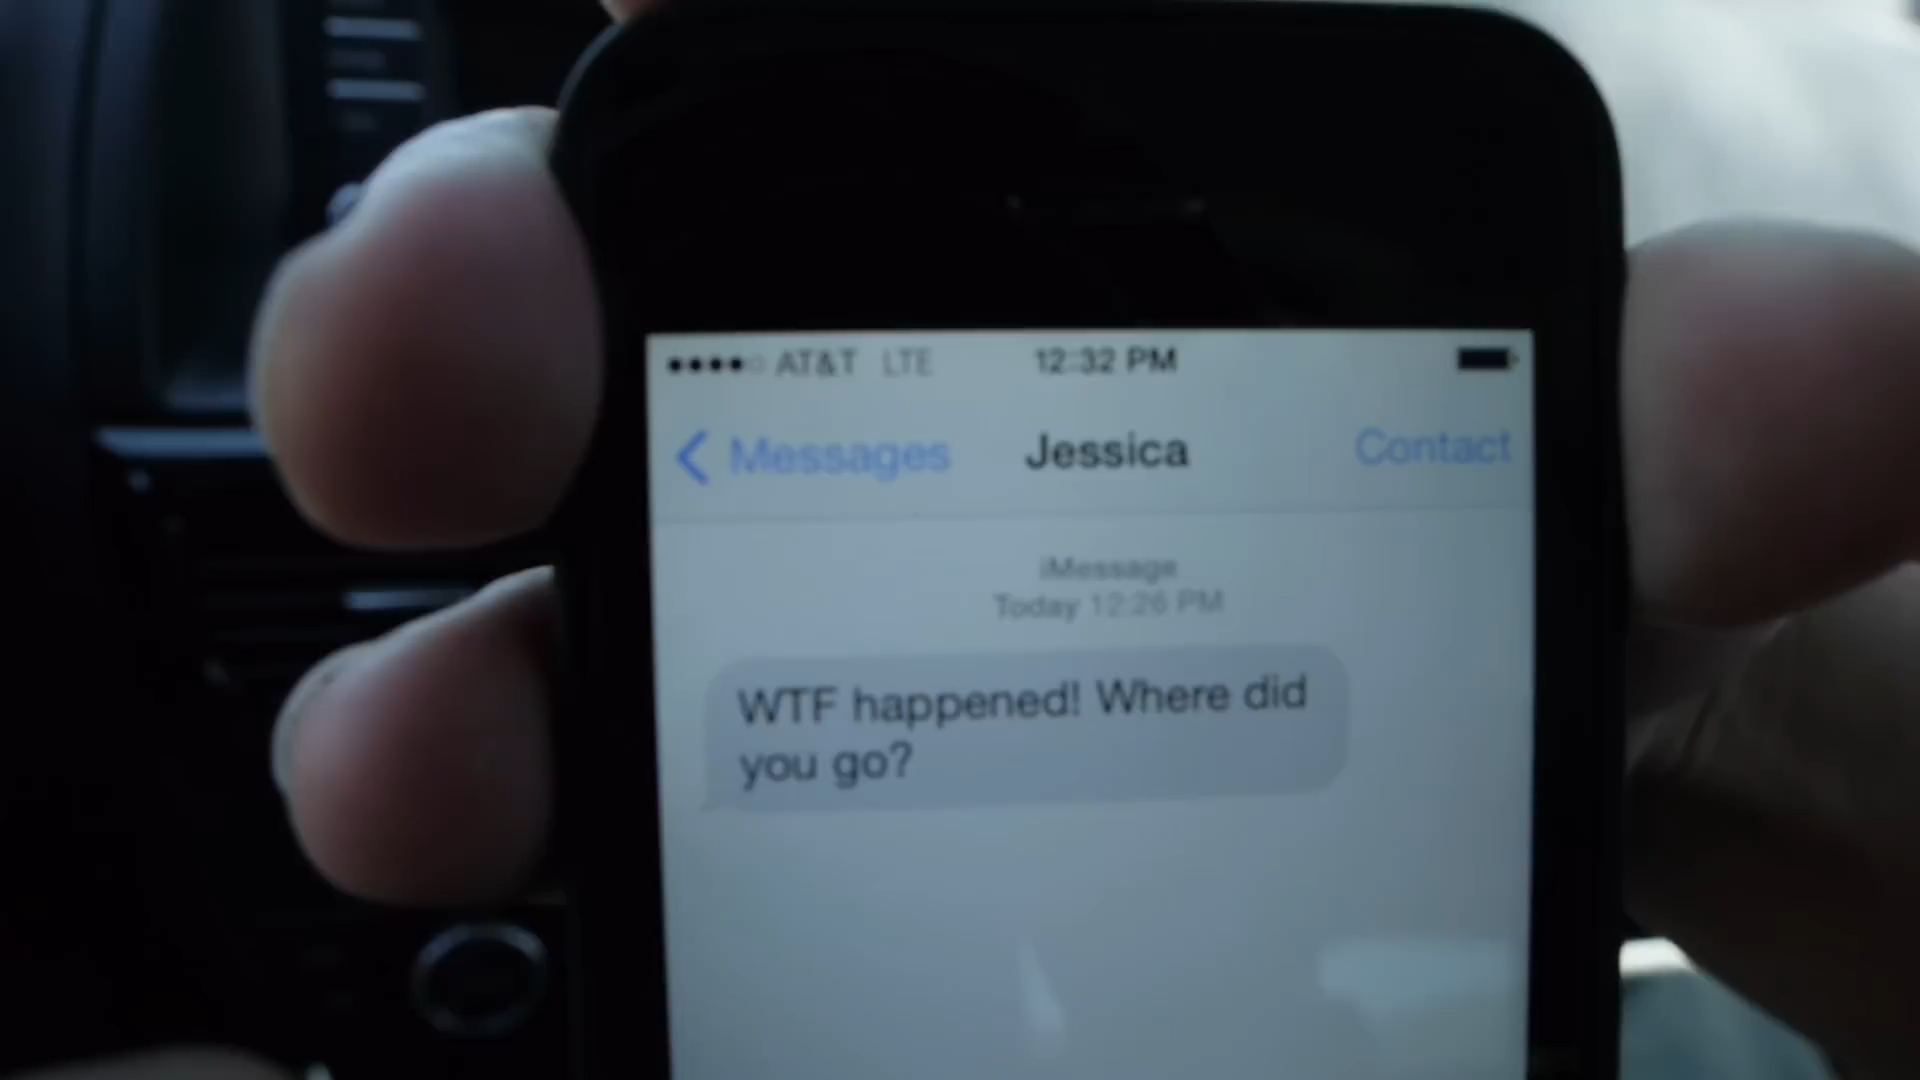 AT&T LTE 12:32 PM
Messages Jessica Contact
iMessage
Today 12:26 PM
WTF happened! Where did
you go?